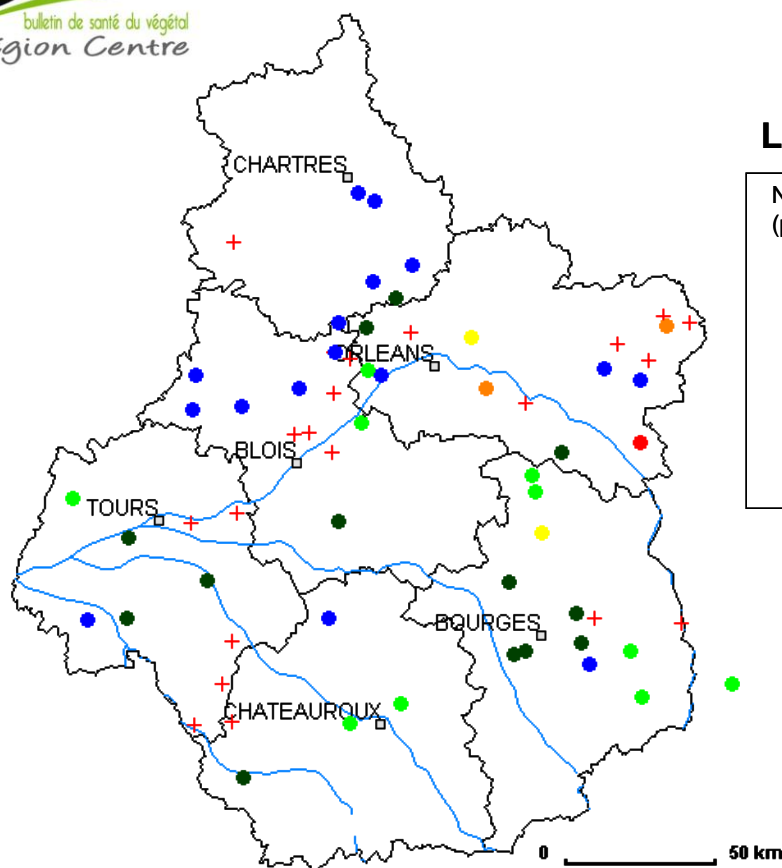 bulletin de santé du végétal
gion Centre
L
CHARTRES
N
(p
ORLEANS
BLOIS
TOURS
BOURGES
CHATEAUROUX
0 50 km